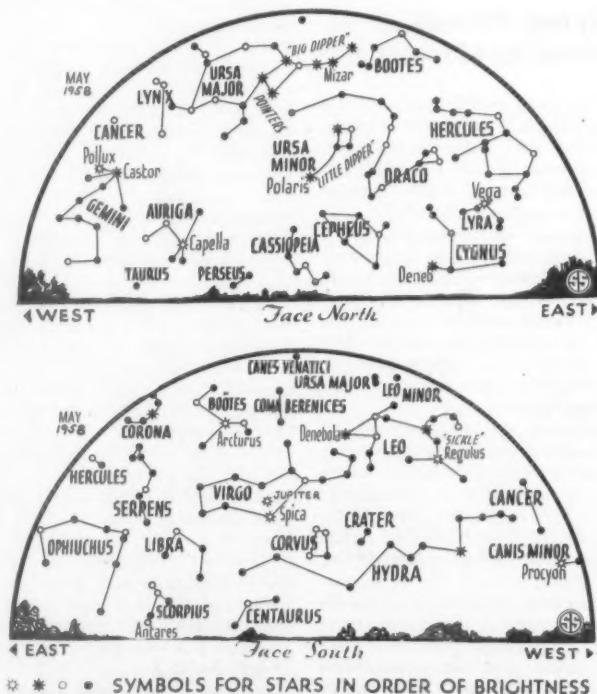 "BIG DIPPER"
MAY
1958
URSA
MAJOR
Mizar
BOOTES
LYNX
POINTERS
CANCER
HERCULES
Pollux
Castor
URSA
MINOR
"LITTLE DIPPER"
Polaris
DRACO
Vega
GEMINI
AURIGA
LYRA
CEPHEUS
Capella
CASSIOPEIA
CYGNUS
TAURUS
PERSEUS
Deneb
SS
WEST
Face North
EAST
CANES VENATICI
URSA MAJOR
LEO
MINOR
MAY
1958
BOÖTES
COMA BERENICES
CORONA
Denebola
Arcturus
LEO
"SICKLE"
Regulus
HERCULES
VIRGO
JUPITER
CANCER
SERPENS
Spica
CRATER
OPHIUCHUS
LIBRA
CORVUS
CANIS MINOR
HYDRA
Procyon
SCORPIUS
CENTAURUS
Antares
SS
EAST
Face South
WEST
SYMBOLS FOR STARS IN ORDER OF BRIGHTNESS